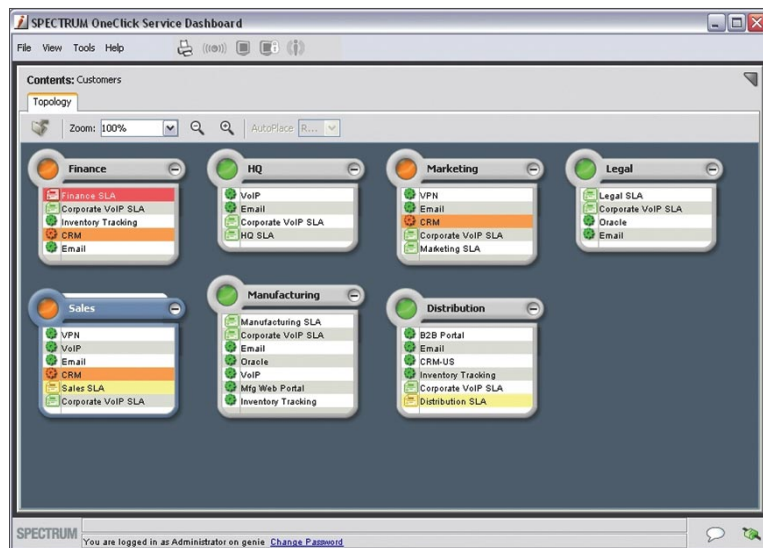 SPECTRUM OneClick Service Dashboard
File View Tools Help
Contents: Customers
Topology
Zoom: 100% AutoPlace R...
Finance
Finance SLA
Corporate VoIP SLA
Inventory Tracking
CRM
Email
HQ
VoIP
Email
Corporate VoIP SLA
HQ SLA
Marketing
VPN
Email
CRM
Corporate VoIP SLA
Marketing SLA
Legal
Legal SLA
Corporate VoIP SLA
Oracle
Email
Sales
VPN
VoIP
Email
CRM
Sales SLA
Corporate VoIP SLA
Manufacturing
Manufacturing SLA
Corporate VoIP SLA
Email
Oracle
VoIP
Mfg Web Portal
Inventory Tracking
Distribution
B2B Portal
Email
CRM-US
Inventory Tracking
Corporate VoIP SLA
Distribution SLA
SPECTRUM
You are logged in as Administrator on genie Change Password